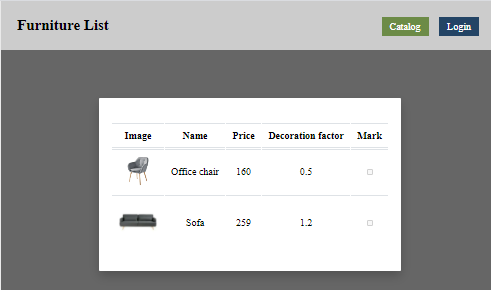 Furniture List
Catalog Login
Image Name Price Decoration factor Mark
Office chair 160 0.5
Sofa 259 1.2